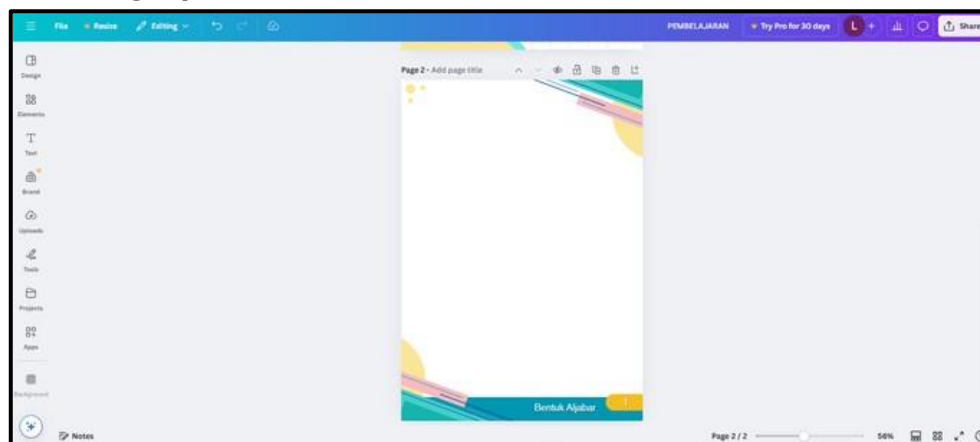 File Resize Editing PEMBELAJARAN Try Pro for 30 days L + Share
Design
Page 2 - Add page title
Elements
Text
Brand
Uploads
Tools
Projects
Apps
Background
Bentuk Aljabar
Notes Page 2 / 2 56%